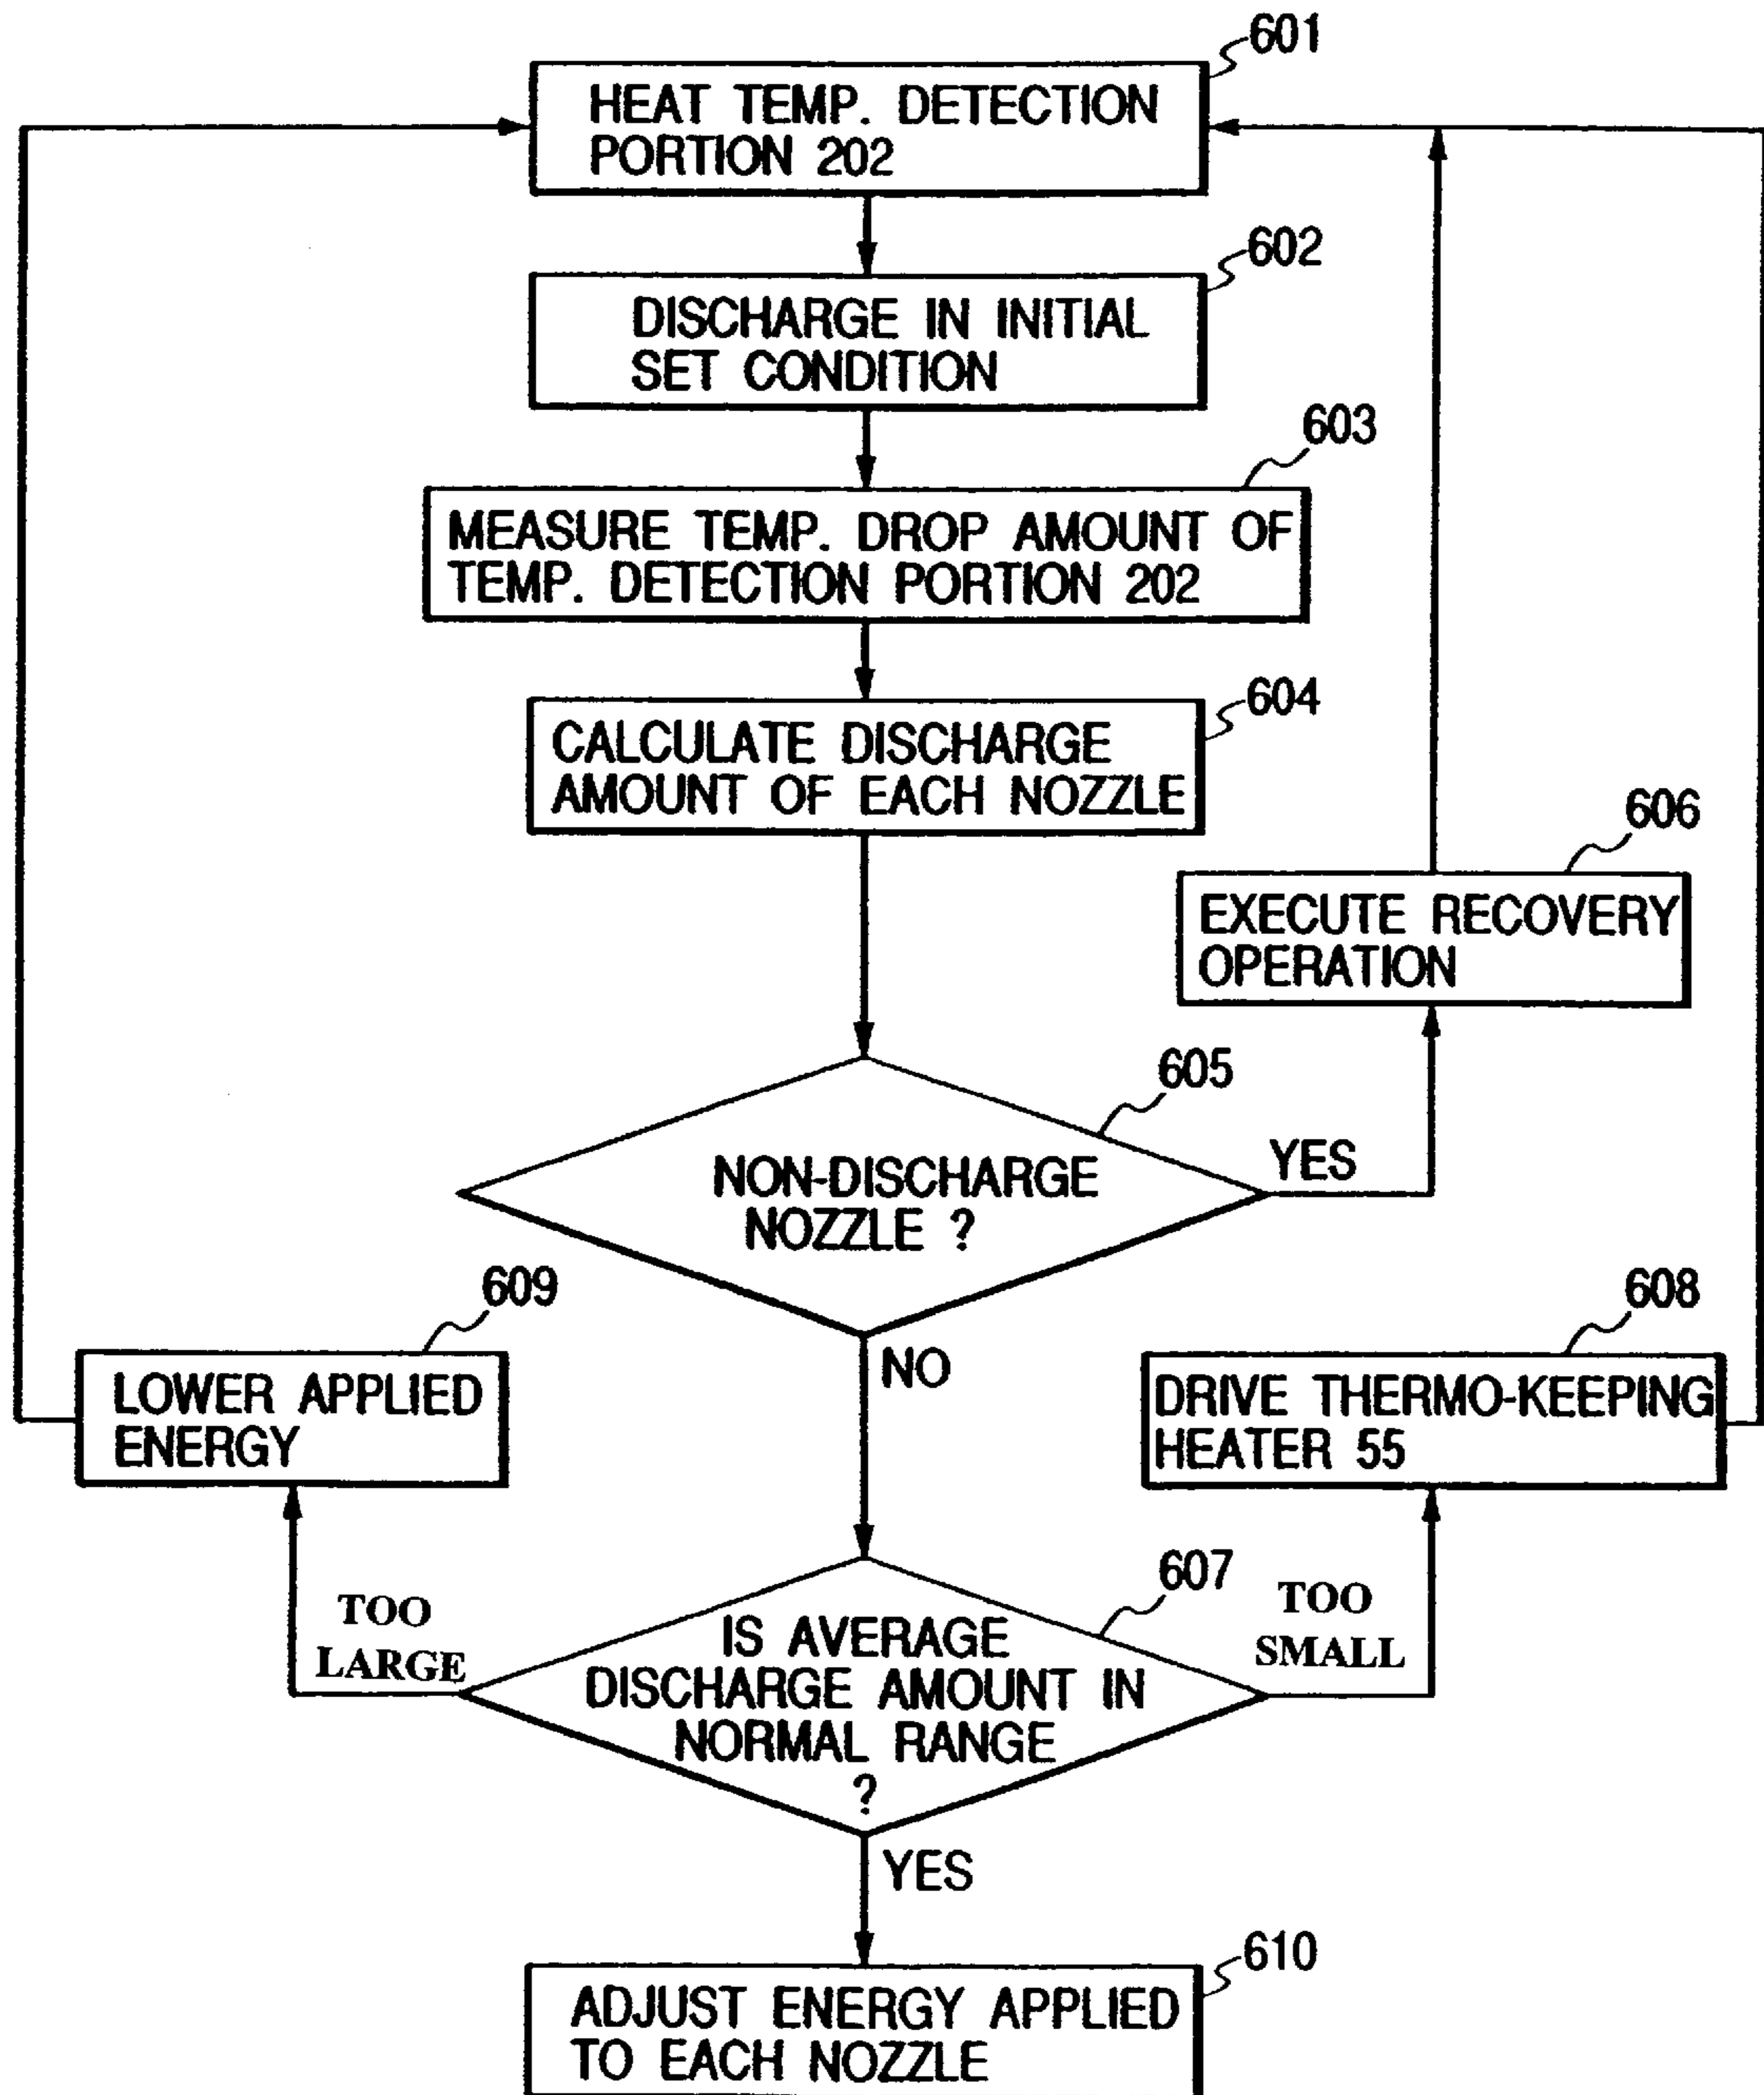 601
HEAT TEMP. DETECTION
PORTION 202
602
DISCHARGE IN INITIAL
SET CONDITION
603
MEASURE TEMP. DROP AMOUNT OF
TEMP. DETECTION PORTION 202
604
CALCULATE DISCHARGE
AMOUNT OF EACH NOZZLE
606
EXECUTE RECOVERY
OPERATION
605
NON-DISCHARGE
NOZZLE ?
YES
NO
609
LOWER APPLIED
ENERGY
608
DRIVE THERMO-KEEPING
HEATER 55
607
IS AVERAGE
DISCHARGE AMOUNT IN
NORMAL RANGE
?
TOO
LARGE
TOO
SMALL
YES
610
ADJUST ENERGY APPLIED
TO EACH NOZZLE